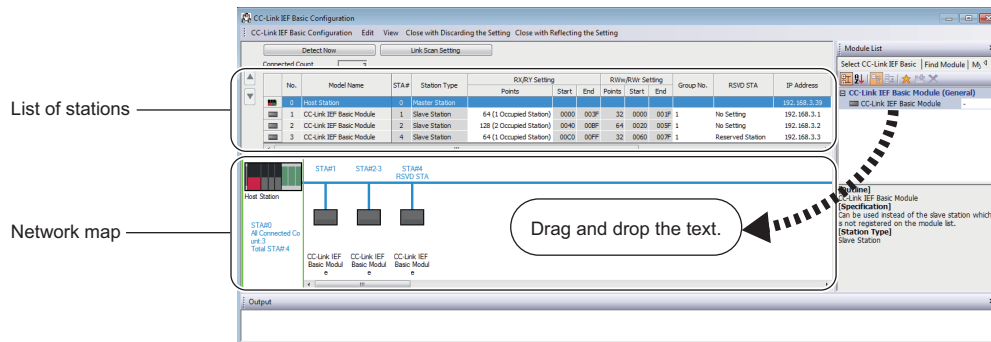 CC-Link IEF Basic Configuration
CC-Link IEF Basic Configuration Edit View Close with Discarding the Setting Close with Reflecting the Setting
Detect Now Link Scan Setting
Connected Count 3
Module List
Select CC-Link IEF Basic Find Module
CC-Link IEF Basic Module (General)
CC-Link IEF Basic Module -
List of stations
No. Model Name STA# Station Type RX/RY Setting RWw/RWr Setting Group No. RSVD STA IP Address
Points Start End Points Start End
0 Host Station 0 Master Station 192.168.3.39
1 CC-Link IEF Basic Module 1 Slave Station 64 (1 Occupied Station) 0000 003F 32 0000 001F 1 No Setting 192.168.3.1
2 CC-Link IEF Basic Module 2 Slave Station 128 (2 Occupied Station) 0040 00BF 64 0020 005F 1 No Setting 192.168.3.2
3 CC-Link IEF Basic Module 4 Slave Station 64 (1 Occupied Station) 00C0 00FF 32 0060 007F 1 Reserved Station 192.168.3.3
Network map
STA#1 STA#2-3 STA#4
RSVD STA
Host Station
STA#0
All Connected Co
unt:3
Total STA#:4
CC-Link IEF
Basic Modul
e
CC-Link IEF
Basic Modul
e
CC-Link IEF
Basic Modul
e
Drag and drop the text.
[Outline]
CC-Link IEF Basic Module
[Specification]
Can be used instead of the slave station which
is not registered on the module list.
[Station Type]
Slave Station
Output